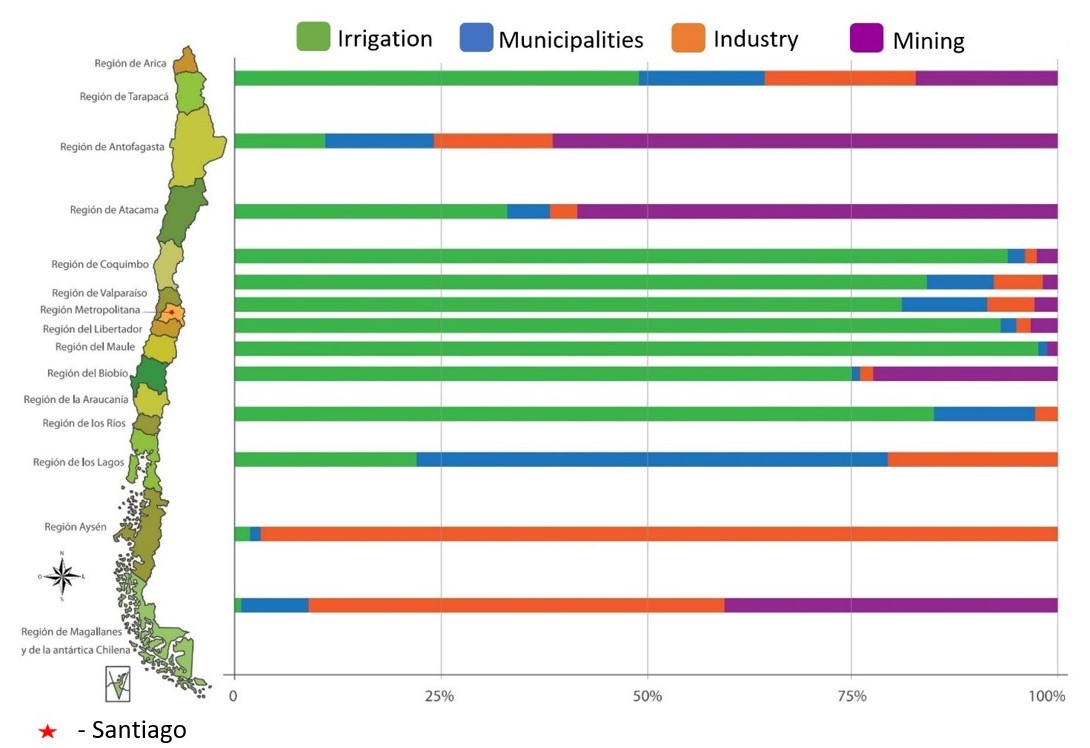 Irrigation
Municipalities
Industry
Mining
Región de Arica
Región de Tarapacá
Región de Antofagasta
Región de Atacama
Región de Coquimbo
Región de Valparaíso
Región Metropolitana
Región del Libertador
Región del Maule
Región del Biobío
Región de la Araucanía
Región de los Ríos
Región de los Lagos
Región Aysén
N
O
L
S
Región de Magallanes
y de la antártica Chilena
0
25%
50%
75%
100%
- Santiago